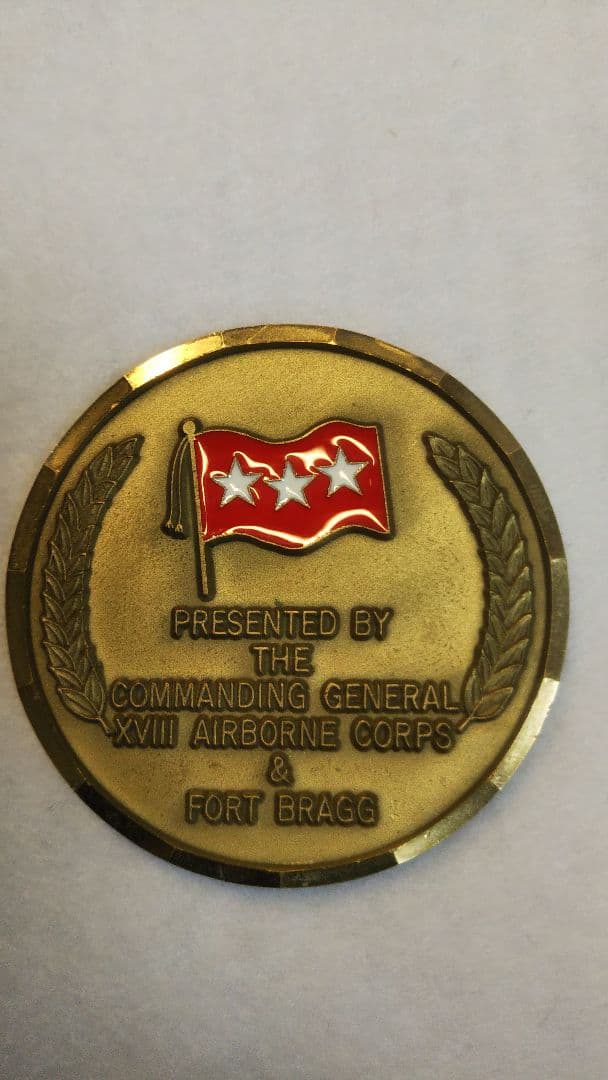 PRESENTED BY
THE
COMMANDING GENERAL
XVIII AIRBORNE CORPS
&
FORT BRAGG